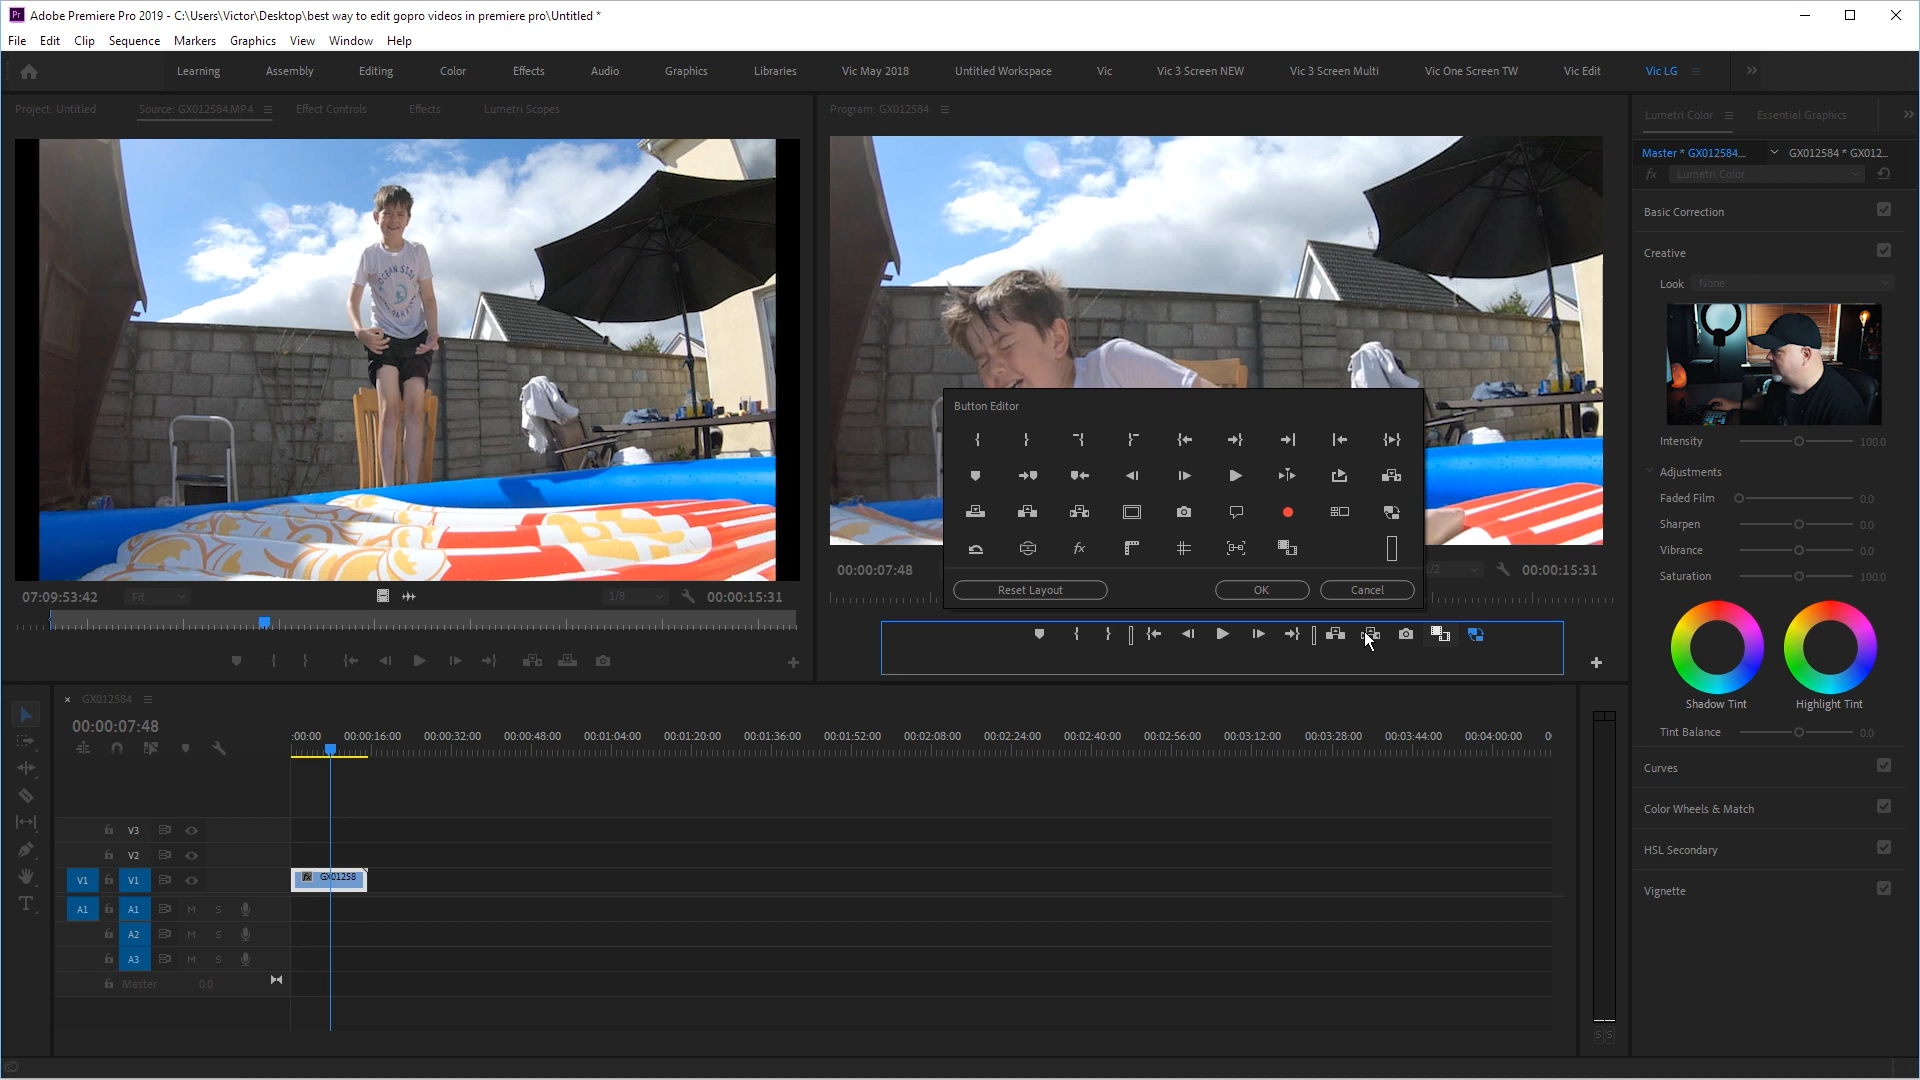 Adobe Premiere Pro 2019 - C:\Users\Victor\Desktop\best way to edit gopro videos in premiere pro\Untitled *
File Edit Clip Sequence Markers Graphics View Window Help
Learning Assembly Editing Color Effects Audio Graphics Libraries Vic May 2018 Untitled Workspace Vic Vic 3 Screen NEW Vic 3 Screen Multi Vic One Screen TW Vic Edit Vic LG
Project: Untitled Source: GX012584.MP4 Effect Controls Effects Lumetri Scopes
Program: GX012584
Lumetri Color Essential Graphics
Master * GX012584... GX012584 * GX012...
fx Lumetri Color
Basic Correction
Creative
Look None
OCEAN SIDE
Intensity 100.0
Adjustments
Faded Film 0.0
Sharpen 0.0
Vibrance 0.0
Saturation 100.0
Shadow Tint Highlight Tint
Tint Balance 0.0
Curves
Color Wheels & Match
HSL Secondary
Vignette
Button Editor
fx
Reset Layout OK Cancel
07:09:53:42 Fit 1/8 00:00:15:31
00:00:07:48 1/2 00:00:15:31
× GX012584
00:00:07:48
:00:00 00:00:16:00 00:00:32:00 00:00:48:00 00:01:04:00 00:01:20:00 00:01:36:00 00:01:52:00 00:02:08:00 00:02:24:00 00:02:40:00 00:02:56:00 00:03:12:00 00:03:28:00 00:03:44:00 00:04:00:00 0
V3
V2
V1 V1 fx GX01258
A1 A1 M S
A2 M S
A3 M S
Master 0.0
S S